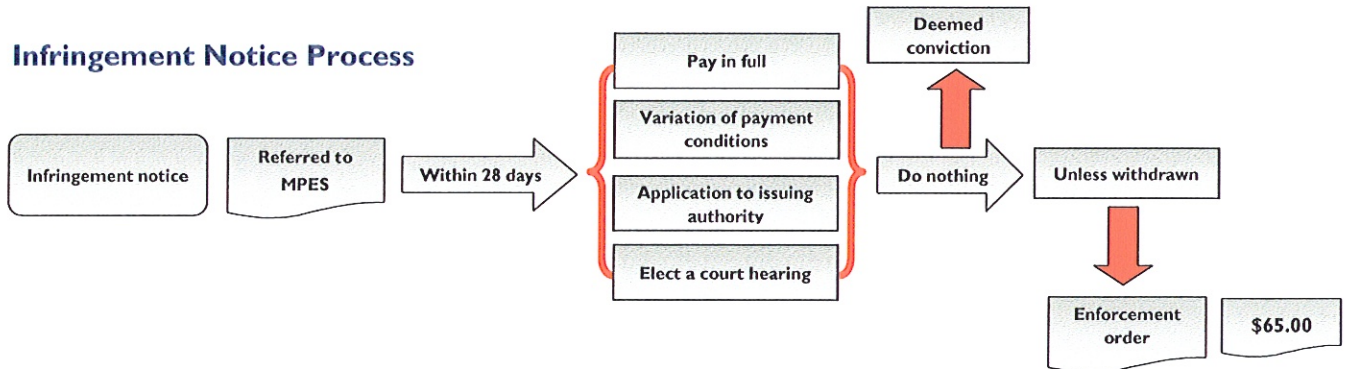 Infringement Notice Process
Infringement notice
Referred to
MPES
Within 28 days
Pay in full
Variation of payment
conditions
Application to issuing
authority
Elect a court hearing
Do nothing
Deemed
conviction
Unless withdrawn
Enforcement
order
$65.00